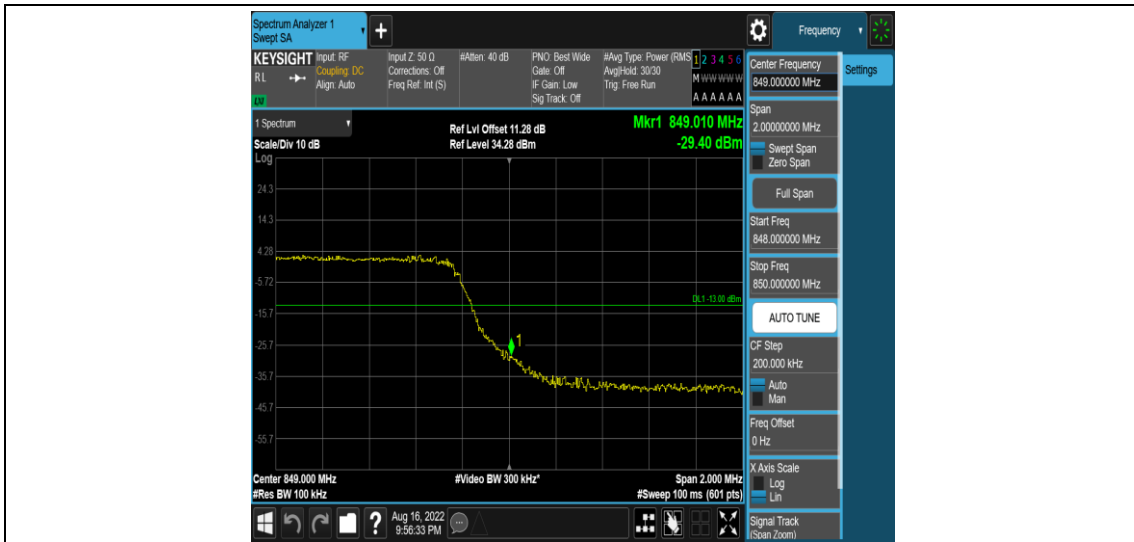 Spectrum Analyzer 1
Swept SA
+
Frequency
KEYSIGHT
RL
LXI
Input: RF
Coupling: DC
Align: Auto
Input Z: 50 Ω
Corrections: Off
Freq Ref: Int (S)
#Atten: 40 dB
PNO: Best Wide
Gate: Off
IF Gain: Low
Sig Track: Off
#Avg Type: Power (RMS
Avg|Hold: 30/30
Trig: Free Run
1 2 3 4 5 6
M W W W W W
A A A A A A
Center Frequency
849.000000 MHz
Settings
Span
2.00000000 MHz
Swept Span
Zero Span
Full Span
Start Freq
848.000000 MHz
Stop Freq
850.000000 MHz
AUTO TUNE
CF Step
200.000 kHz
Auto
Man
Freq Offset
0 Hz
X Axis Scale
Log
Lin
Signal Track
(Span Zoom)
1 Spectrum
Scale/Div 10 dB
Log
Ref Lvl Offset 11.28 dB
Ref Level 34.28 dBm
Mkr1 849.010 MHz
-29.40 dBm
24.3
14.3
4.28
-5.72
DL1 -13.00 dBm
-15.7
1
-25.7
-35.7
-45.7
-55.7
Center 849.000 MHz
#Video BW 300 kHz*
Span 2.000 MHz
#Res BW 100 kHz
#Sweep 100 ms (601 pts)
?
Aug 16, 2022
9:56:33 PM